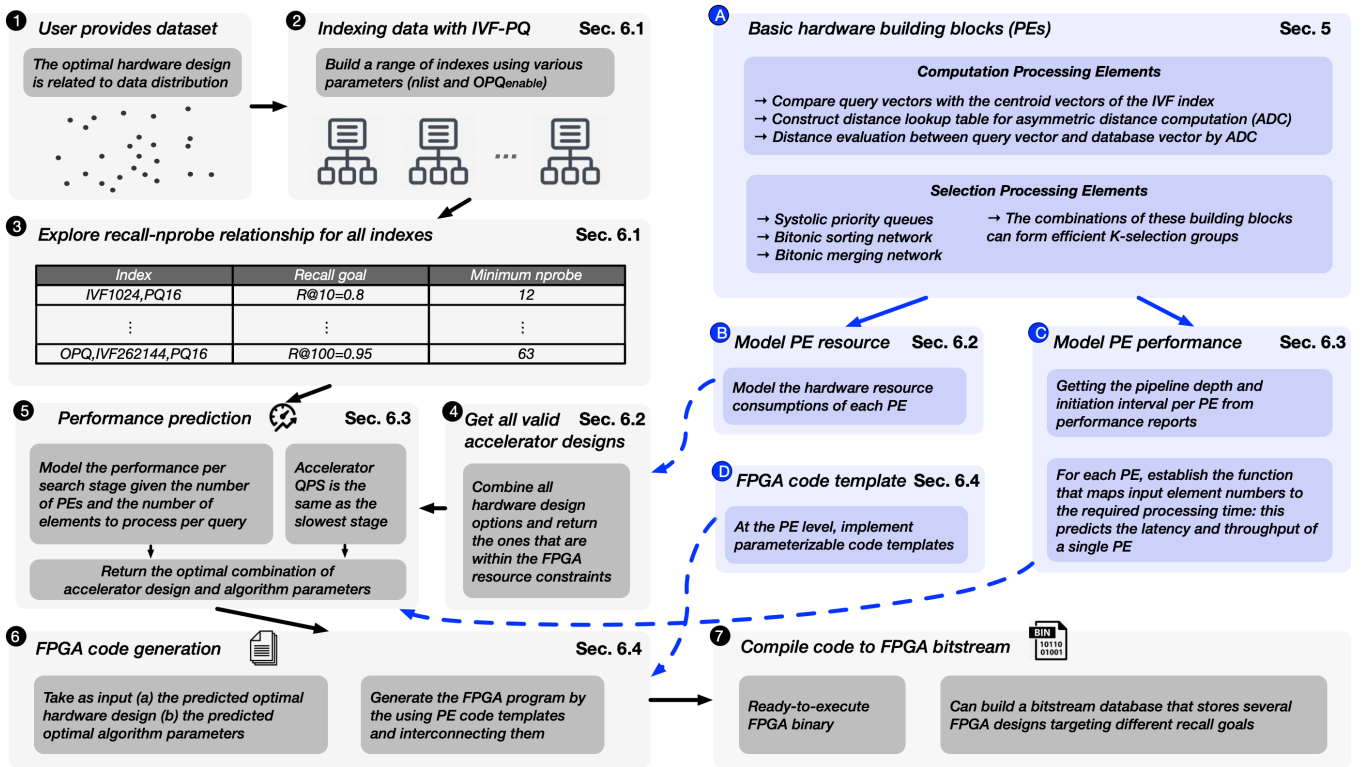 1
User provides dataset
The optimal hardware design
is related to data distribution
2
Indexing data with IVF-PQ
Sec. 6.1
Build a range of indexes using various
parameters (nlist and OPQenable)
...
3
Explore recall-nprobe relationship for all indexes
Sec. 6.1
Index Recall goal Minimum nprobe
IVF1024,PQ16 R@10=0.8 12
⋮ ⋮ ⋮
OPQ,IVF262144,PQ16 R@100=0.95 63
5
Performance prediction
Sec. 6.3
Model the performance per
search stage given the number
of PEs and the number of
elements to process per query
Accelerator
QPS is the
same as the
slowest stage
Return the optimal combination of
accelerator design and algorithm parameters
4
Get all valid
accelerator designs
Sec. 6.2
Combine all
hardware design
options and return
the ones that are
within the FPGA
resource constraints
6
FPGA code generation
Sec. 6.4
Take as input (a) the predicted optimal
hardware design (b) the predicted
optimal algorithm parameters
Generate the FPGA program by
the using PE code templates
and interconnecting them
7
Compile code to FPGA bitstream
BIN
10110
01001
Ready-to-execute
FPGA binary
Can build a bitstream database that stores several
FPGA designs targeting different recall goals
A
Basic hardware building blocks (PEs)
Sec. 5
Computation Processing Elements
→ Compare query vectors with the centroid vectors of the IVF index
→ Construct distance lookup table for asymmetric distance computation (ADC)
→ Distance evaluation between query vector and database vector by ADC
Selection Processing Elements
→ Systolic priority queues
→ Bitonic sorting network
→ Bitonic merging network
→ The combinations of these building blocks
can form efficient K-selection groups
B
Model PE resource
Sec. 6.2
Model the hardware resource
consumptions of each PE
C
Model PE performance
Sec. 6.3
Getting the pipeline depth and
initiation interval per PE from
performance reports
For each PE, establish the function
that maps input element numbers to
the required processing time: this
predicts the latency and throughput of
a single PE
D
FPGA code template
Sec. 6.4
At the PE level, implement
parameterizable code templates